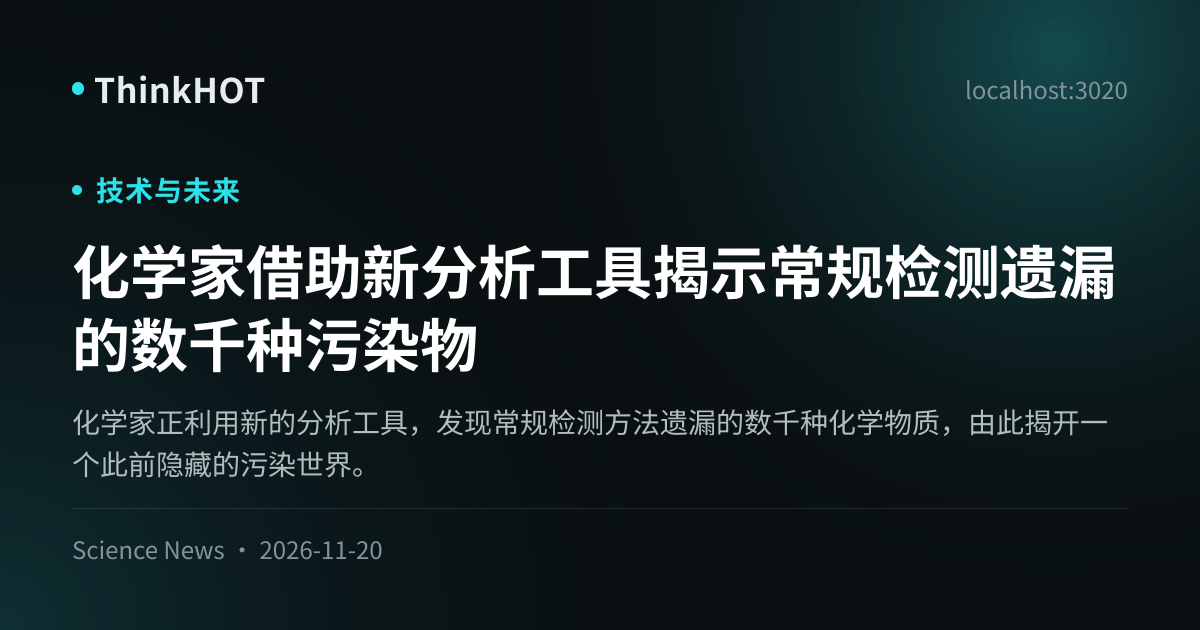 ThinkHOT
localhost:3020
技术与未来
化学家借助新分析工具揭示常规检测遗漏
的数千种污染物
化学家正利用新的分析工具，发现常规检测方法遗漏的数千种化学物质，由此揭开一
个此前隐藏的污染世界。
Science News • 2026-11-20